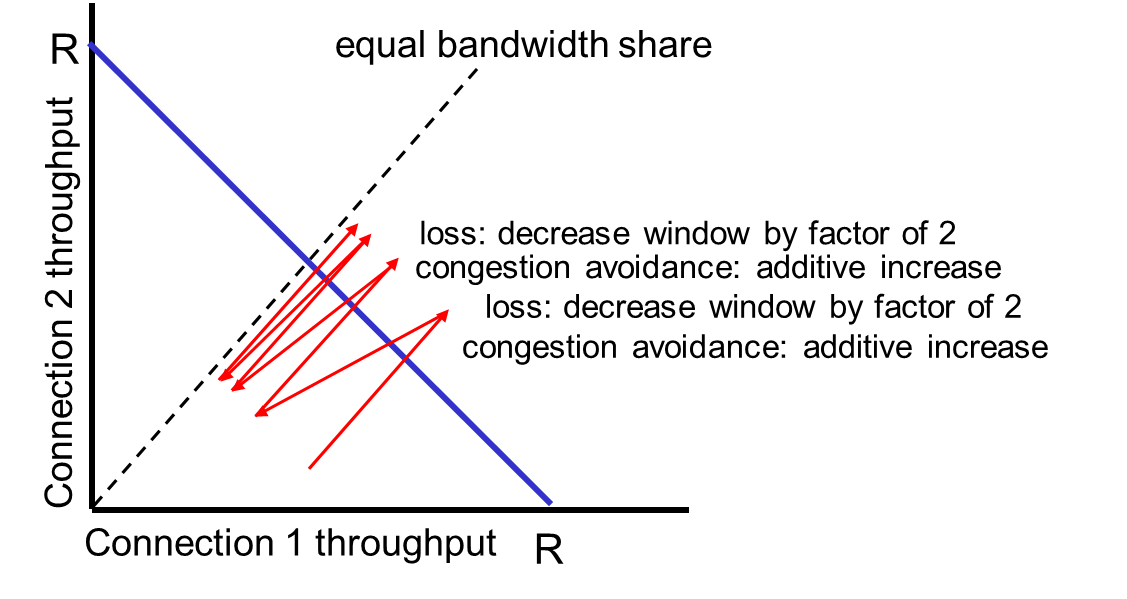 R
equal bandwidth share
Connection 2 throughput
loss: decrease window by factor of 2
congestion avoidance: additive increase
loss: decrease window by factor of 2
congestion avoidance: additive increase
Connection 1 throughput
R